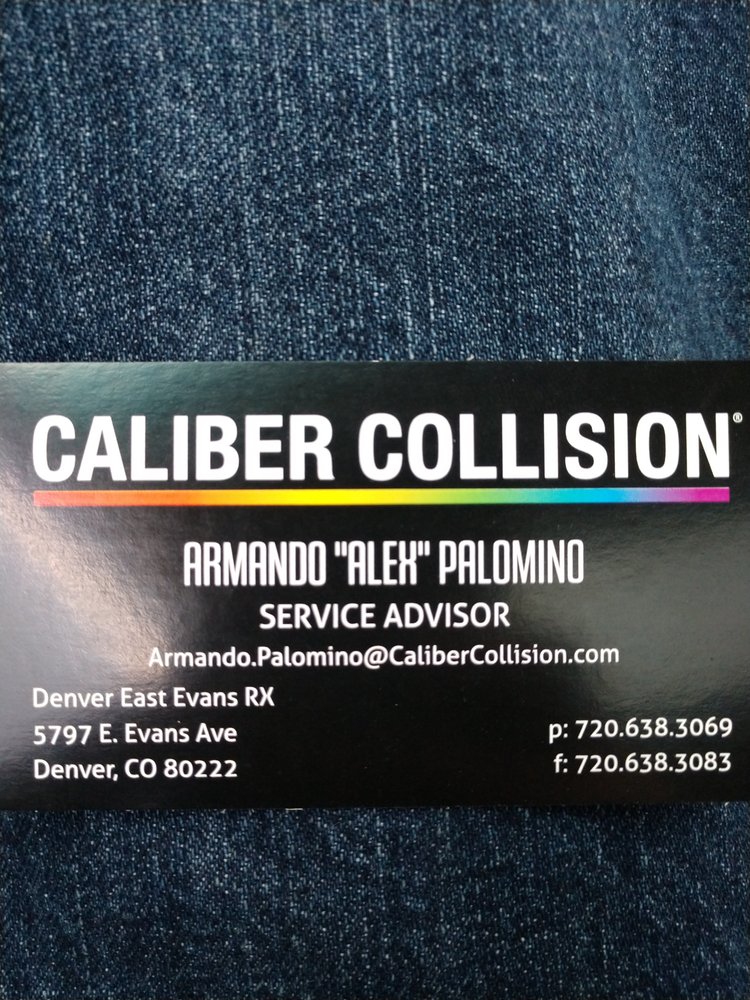 CALIBER COLLISION®
ARMANDO "ALEX" PALOMINO
SERVICE ADVISOR
Armando.Palomino@CaliberCollision.com
Denver East Evans RX
5797 E. Evans Ave
Denver, CO 80222
p: 720.638.3069
f: 720.638.3083